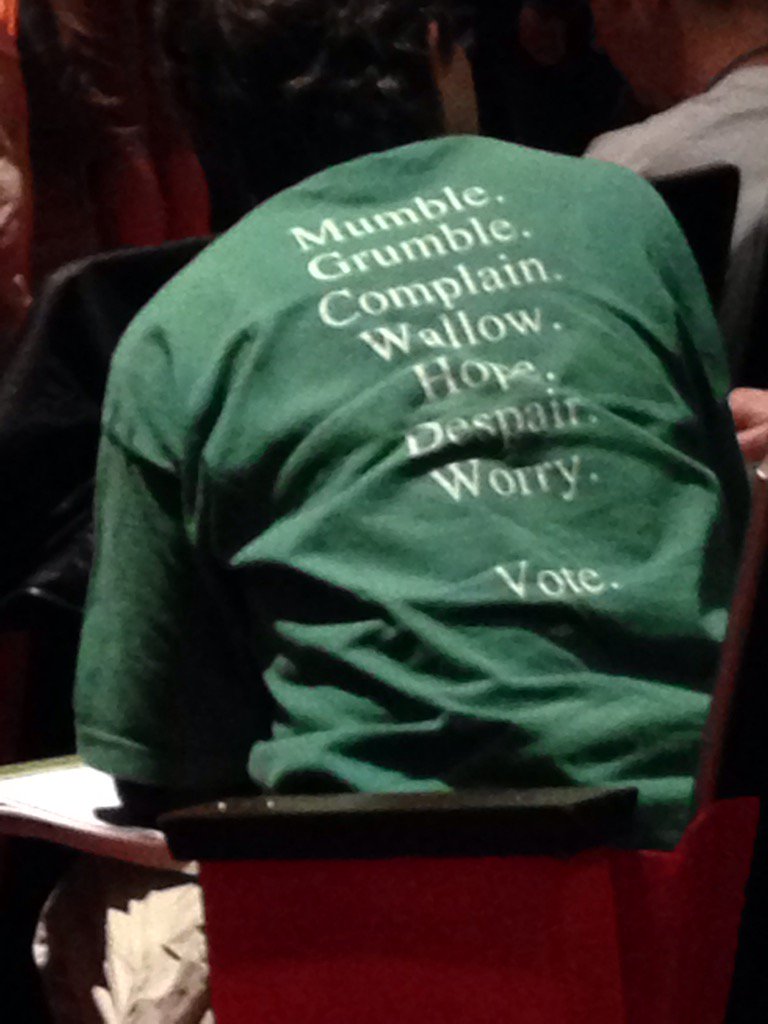 Mumble.
Grumble.
Complain.
Wallow.
Hope.
Despair.
Worry.
Vote.